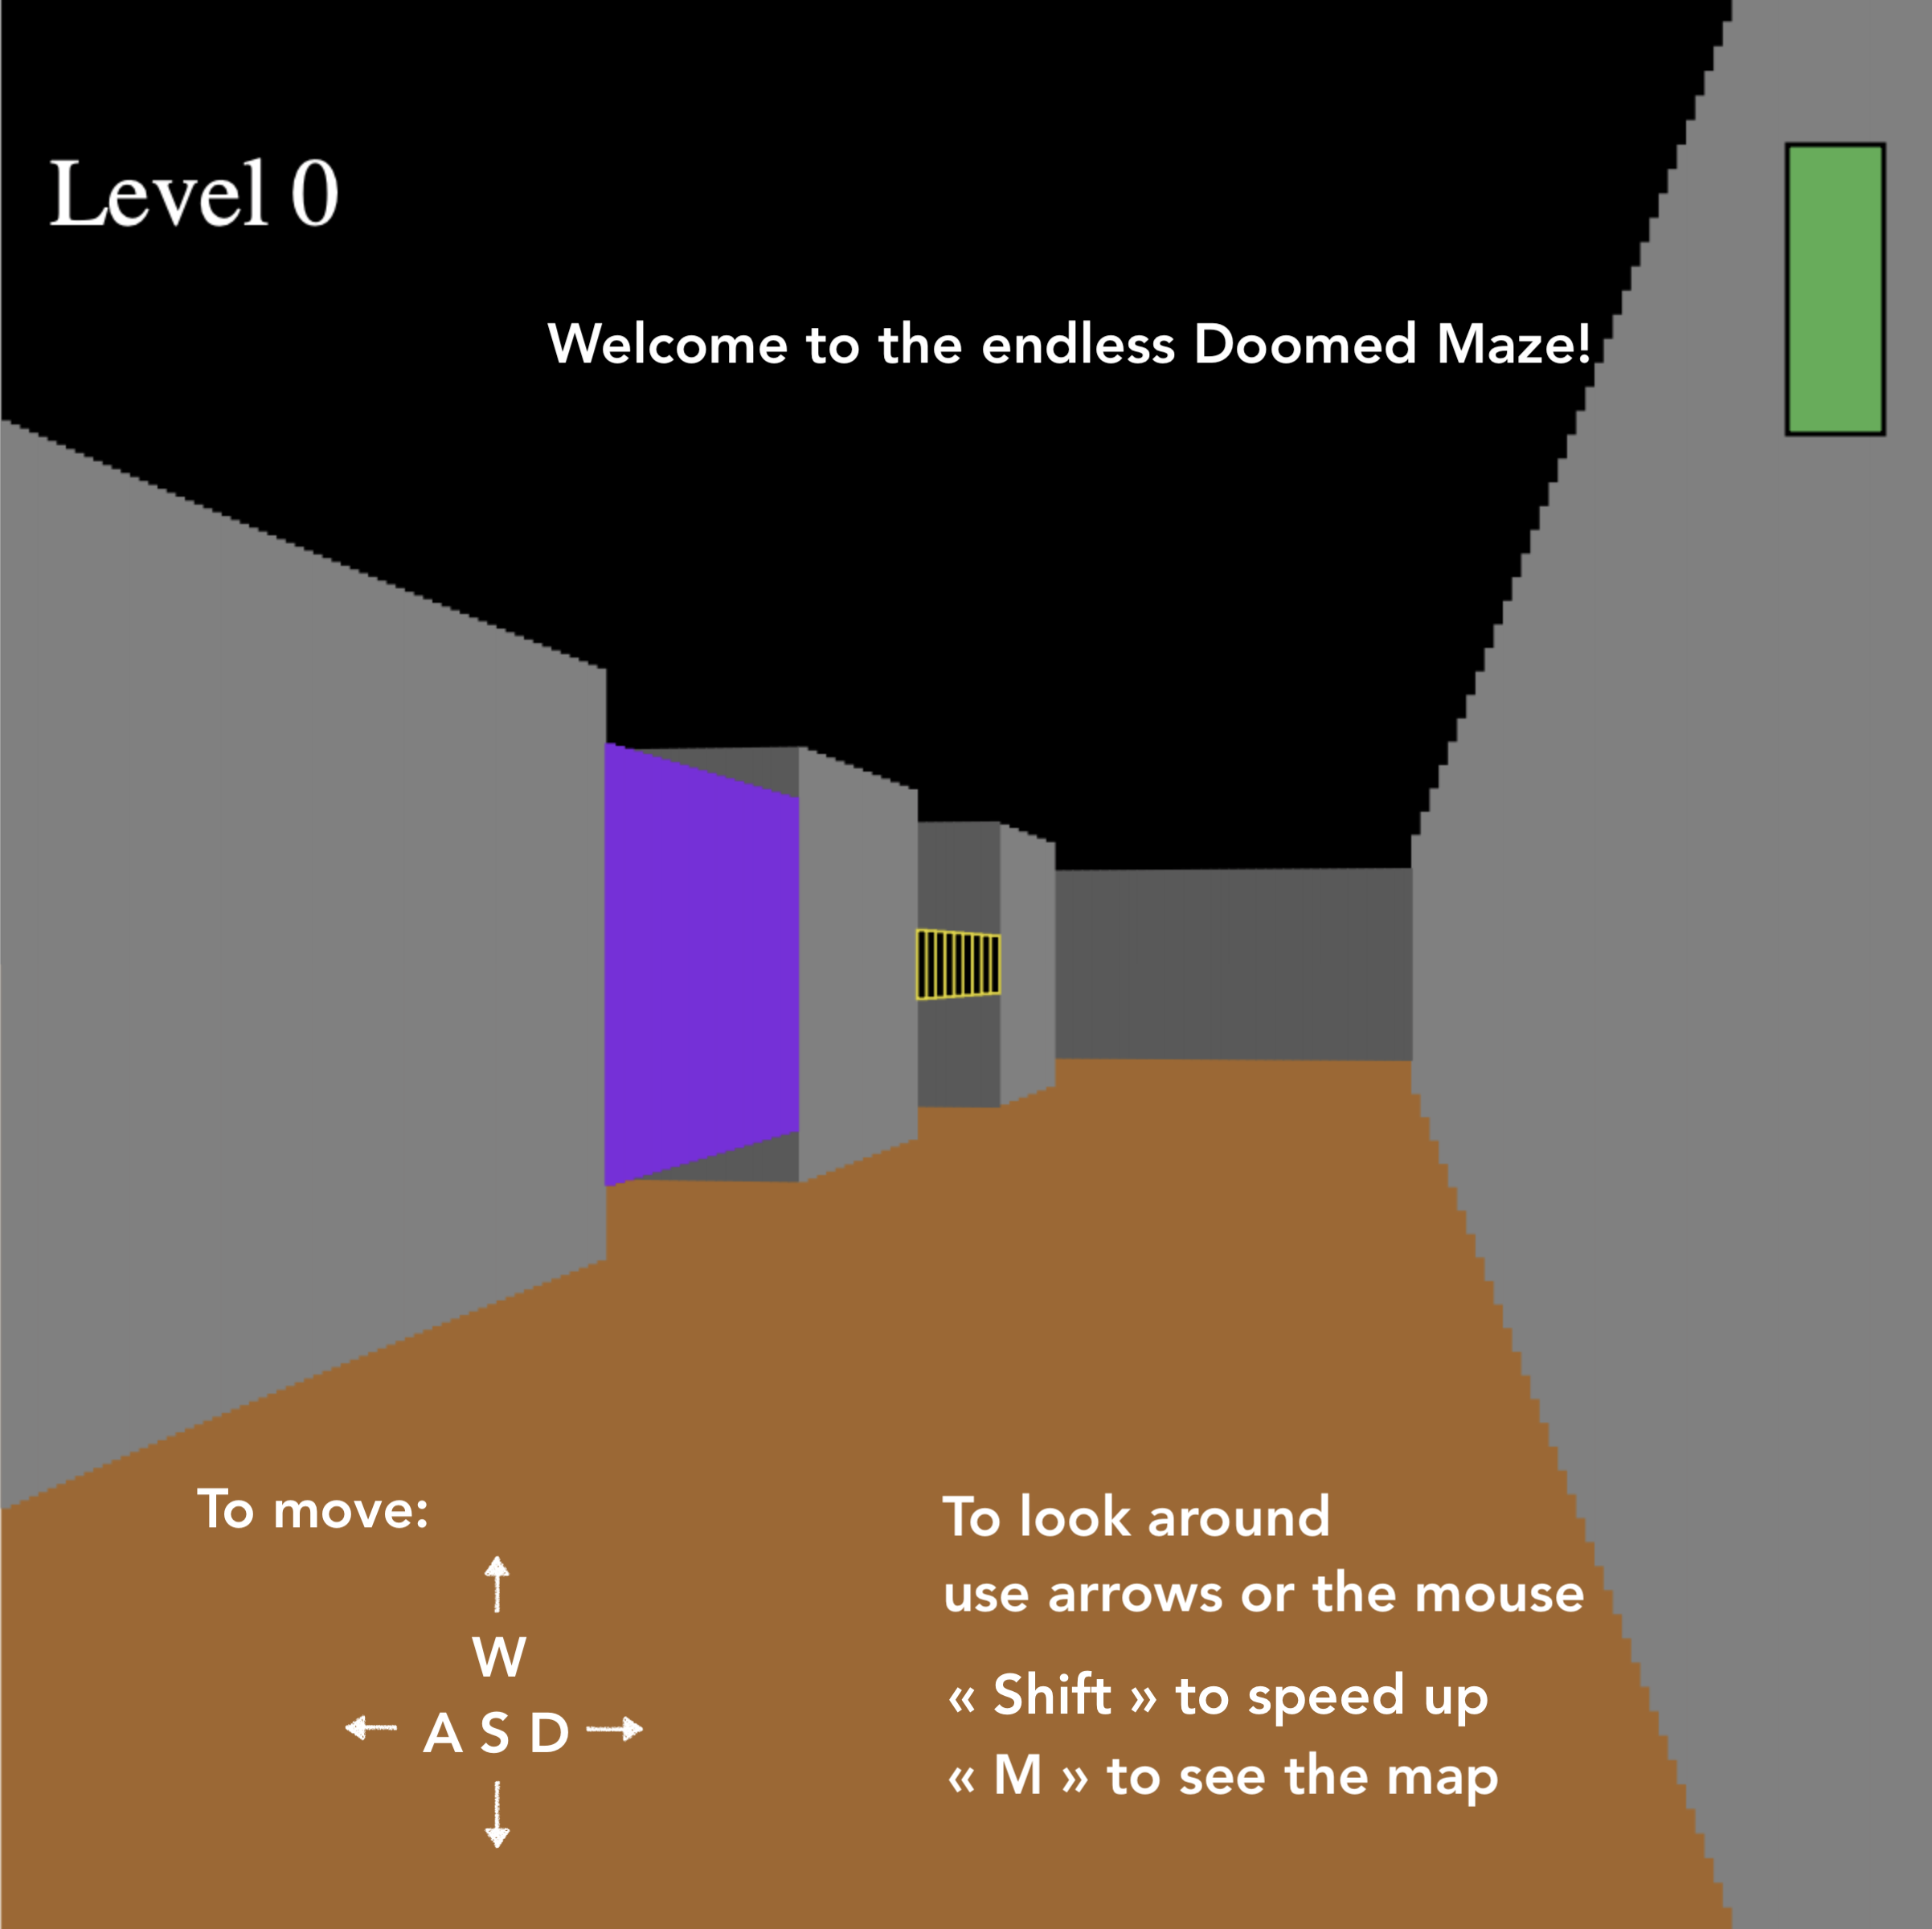 Level 0
Welcome to the endless Doomed Maze!
To move:
W
A S D
To look around
use arrows or the mouse
« Shift » to speed up
« M » to see the map